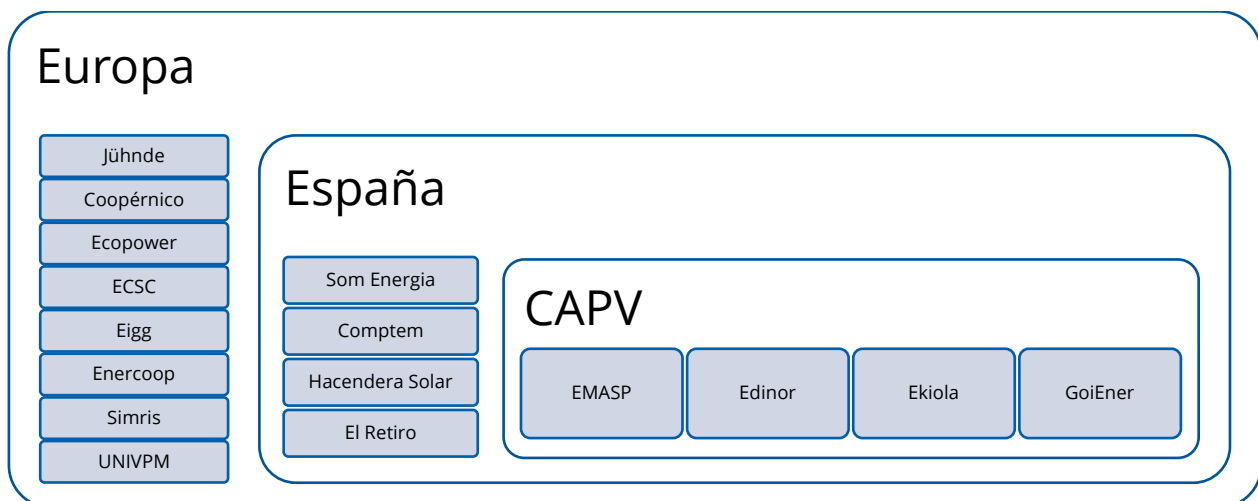 Europa
Jühnde
Coopérnico
Ecopower
ECSC
Eigg
Enercoop
Simris
UNIVPM
España
Som Energia
Comptem
Hacendera Solar
El Retiro
CAPV
EMASP
Edinor
Ekiola
GoiEner